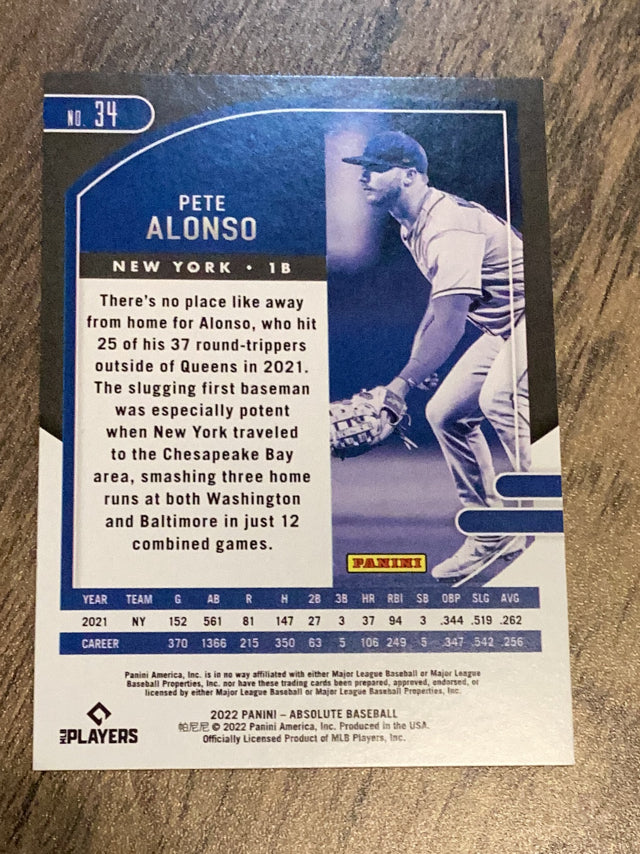 NO. 34
PETE
ALONSO
NEW YORK • 1B
There's no place like away
from home for Alonso, who hit
25 of his 37 round-trippers
outside of Queens in 2021.
The slugging first baseman
was especially potent
when New York traveled
to the Chesapeake Bay
area, smashing three home
runs at both Washington
and Baltimore in just 12
combined games.
PANINI
YEAR TEAM G AB R H 2B 3B HR RBI SB OBP SLG AVG
2021 NY 152 561 81 147 27 3 37 94 3 .344 .519 .262
CAREER 370 1366 215 350 63 5 106 249 5 .347 .542 .256
Panini America, Inc. is in no way affiliated with either Major League Baseball or Major League
Baseball Properties, Inc. nor have these trading cards been prepared, approved, endorsed, or
licensed by either Major League Baseball or Major League Baseball Properties, Inc.
2022 PANINI – ABSOLUTE BASEBALL
帕尼尼 © 2022 Panini America, Inc. Produced in the USA.
Officially Licensed Product of MLB Players, Inc.
MLB PLAYERS